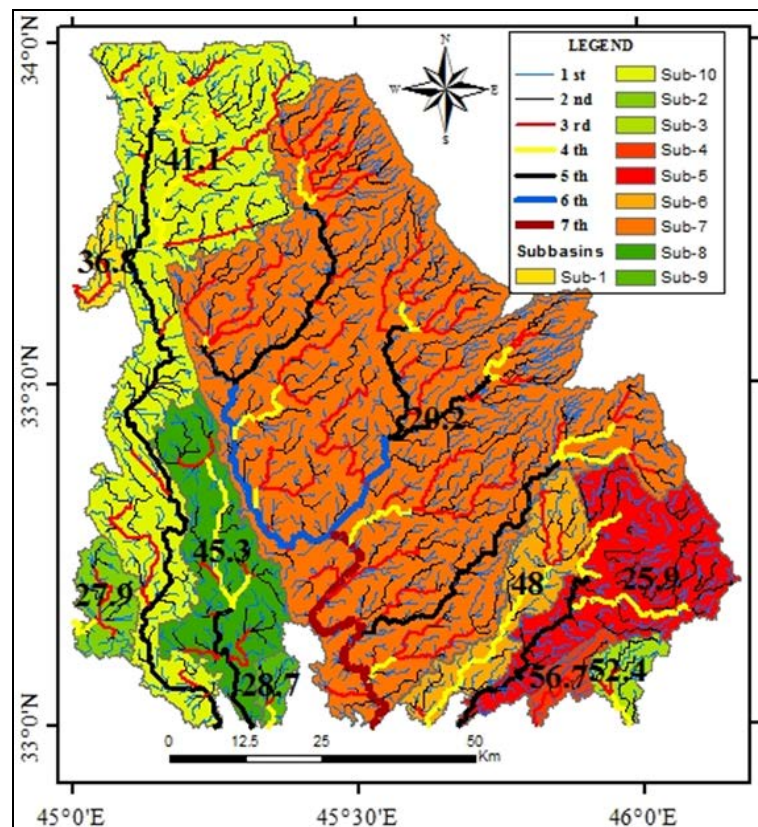 34°0'N
33°30'N
33°0'N
45°0'E
45°30'E
46°0'E
N
W
E
S
LEGEND
1 st
2 nd
3 rd
4 th
5 th
6 th
7 th
Subbasins
Sub-1
Sub-10
Sub-2
Sub-3
Sub-4
Sub-5
Sub-6
Sub-7
Sub-8
Sub-9
41.1
20.2
45.3
27.9
48
25.9
28.7
56.7
52.4
0
12.5
25
50
Km